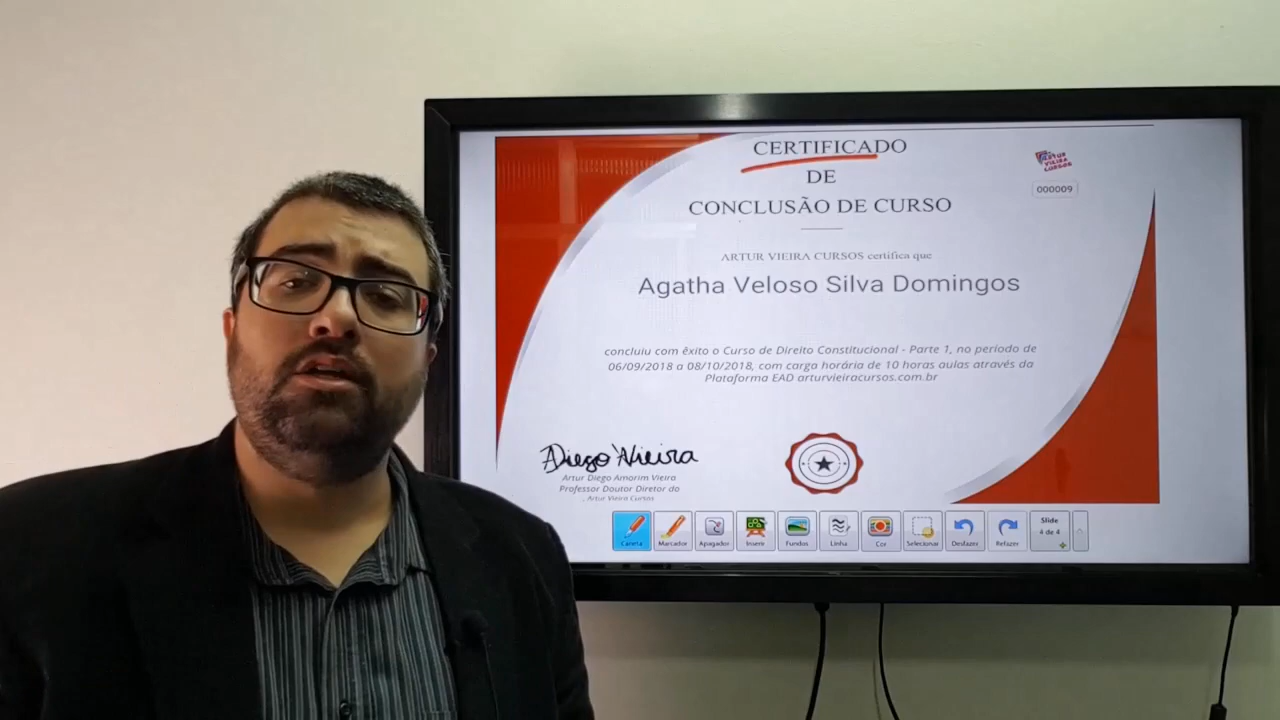 CERTIFICADO
DE
CONCLUSÃO DE CURSO
ARTUR
VIEIRA
CURSOS
000009
ARTUR VIEIRA CURSOS certifica que
Agatha Veloso Silva Domingos
concluiu com êxito o Curso de Direito Constitucional - Parte 1, no período de
06/09/2018 a 08/10/2018, com carga horária de 10 horas aulas através da
Plataforma EAD arturvieiracursos.com.br
Diego Vieira
Artur Diego Amorim Vieira
Professor Doutor Diretor do
Artur Vieira Cursos
Caneta Marcador Apagador Inserir Fundos Linha Cor Selecionar Desfazer Refazer
Slide
4 de 4